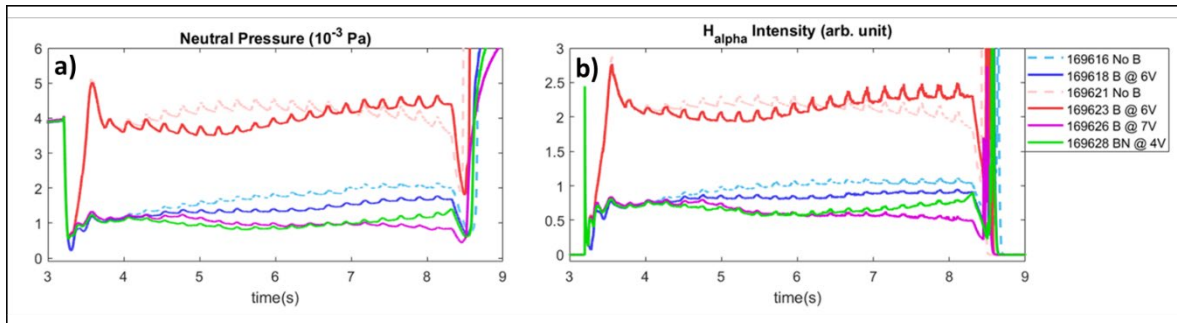 Neutral Pressure (10⁻³ Pa)
a)
6
5
4
3
2
1
0
3 4 5 6 7 8 9
time(s)
H_alpha Intensity (arb. unit)
b)
3
2.5
2
1.5
1
0.5
0
3 4 5 6 7 8 9
time(s)
169616 No B
169618 B @ 6V
169621 No B
169623 B @ 6V
169626 B @ 7V
169628 BN @ 4V